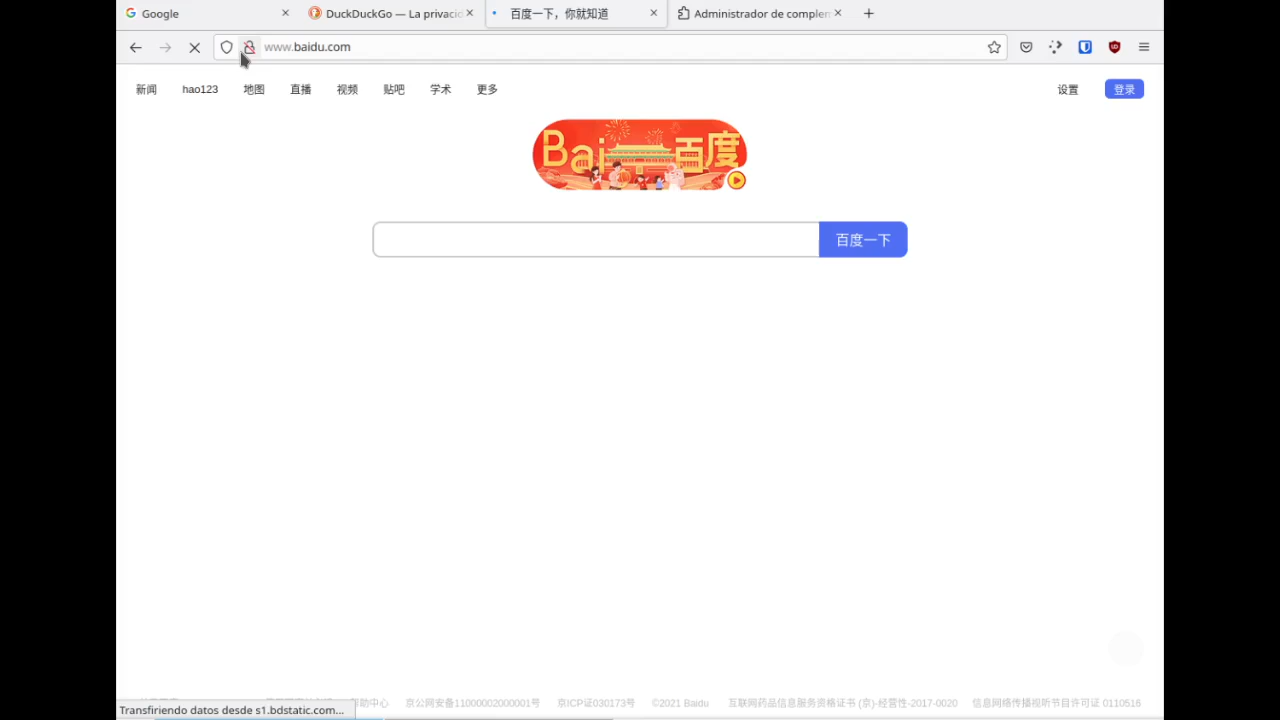 Google
DuckDuckGo — La privacid
百度一下，你就知道
Administrador de complem
www.baidu.com
新闻 hao123 地图 直播 视频 贴吧 学术 更多 设置 登录
Bai 百度
百度一下
帮助中心 京公网安备11000002000001号 京ICP证030173号 ©2021 Baidu 互联网药品信息服务资格证书 (京)-经营性-2017-0020 信息网络传播视听节目许可证 0110516
Transfiriendo datos desde s1.bdstatic.com...